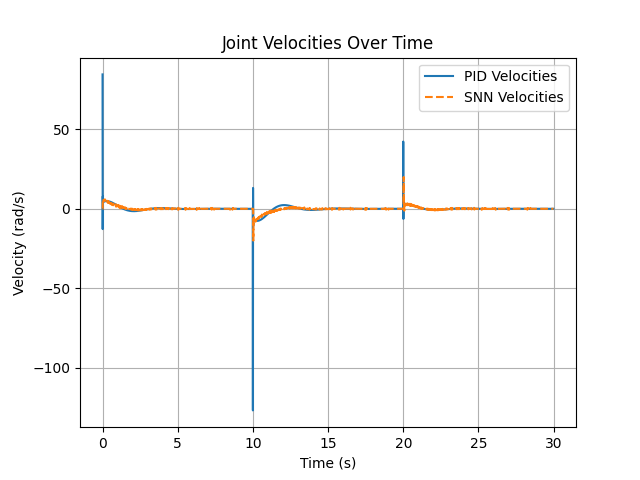 Joint Velocities Over Time
PID Velocities
SNN Velocities
Velocity (rad/s)
50
0
−50
−100
0 5 10 15 20 25 30
Time (s)